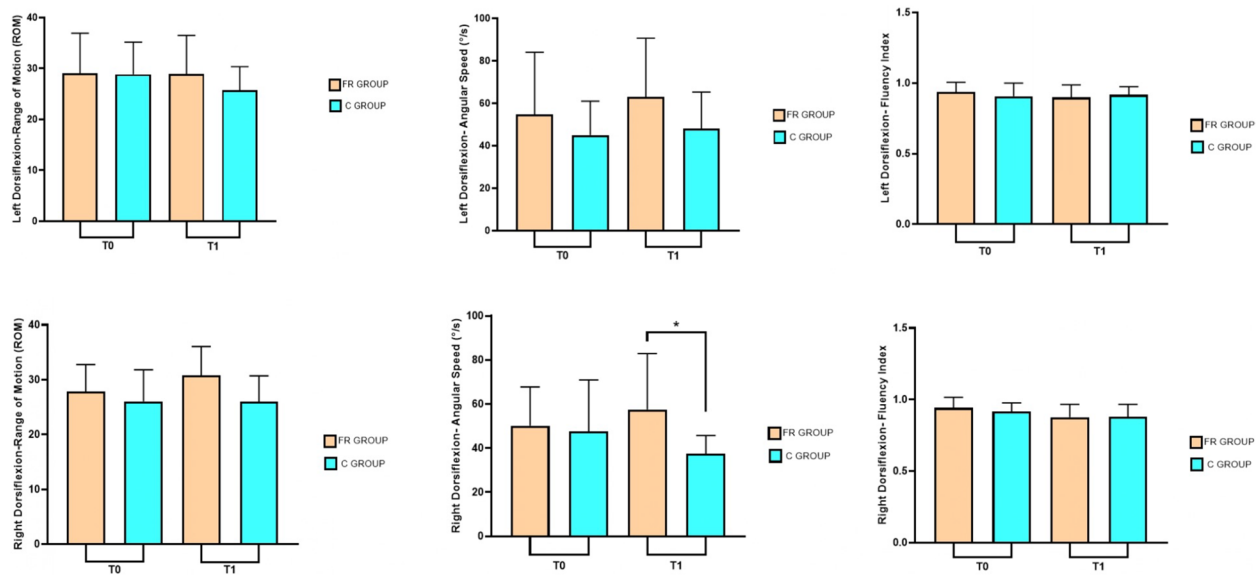 Left Dorsiflexion-Range of Motion (ROM)
40
30
20
10
0
T0
T1
FR GROUP
C GROUP
Left Dorsiflexion- Angular Speed (°/s)
100
80
60
40
20
0
T0
T1
FR GROUP
C GROUP
Left Dorsiflexion- Fluency Index
1.5
1.0
0.5
0.0
T0
T1
FR GROUP
C GROUP
Right Dorsiflexion-Range of Motion (ROM)
40
30
20
10
0
T0
T1
FR GROUP
C GROUP
Right Dorsiflexion- Angular Speed (°/s)
100
80
60
40
20
0
*
T0
T1
FR GROUP
C GROUP
Right Dorsiflexion- Fluency Index
1.5
1.0
0.5
0.0
T0
T1
FR GROUP
C GROUP